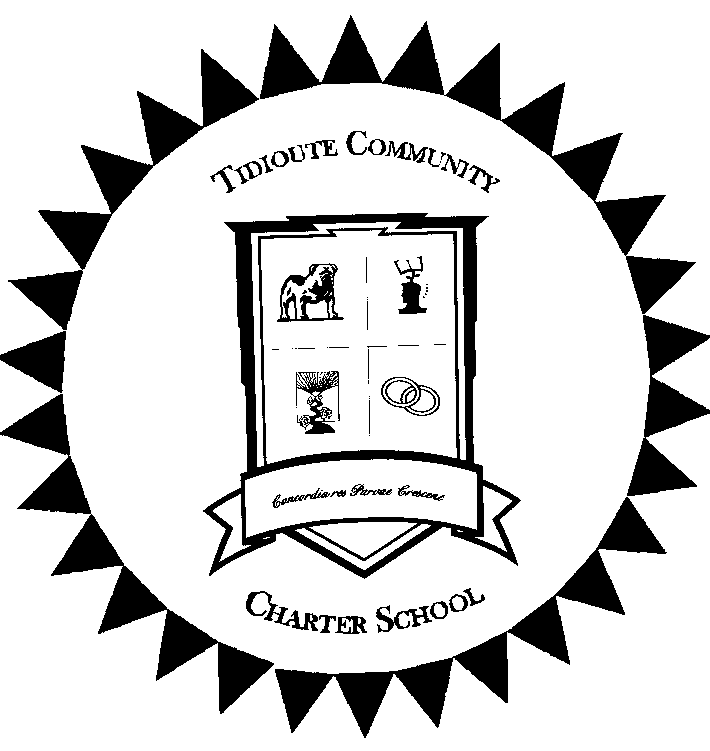 TIDIOUTE COMMUNITY
Concordia res Parvae Crescent
CHARTER SCHOOL